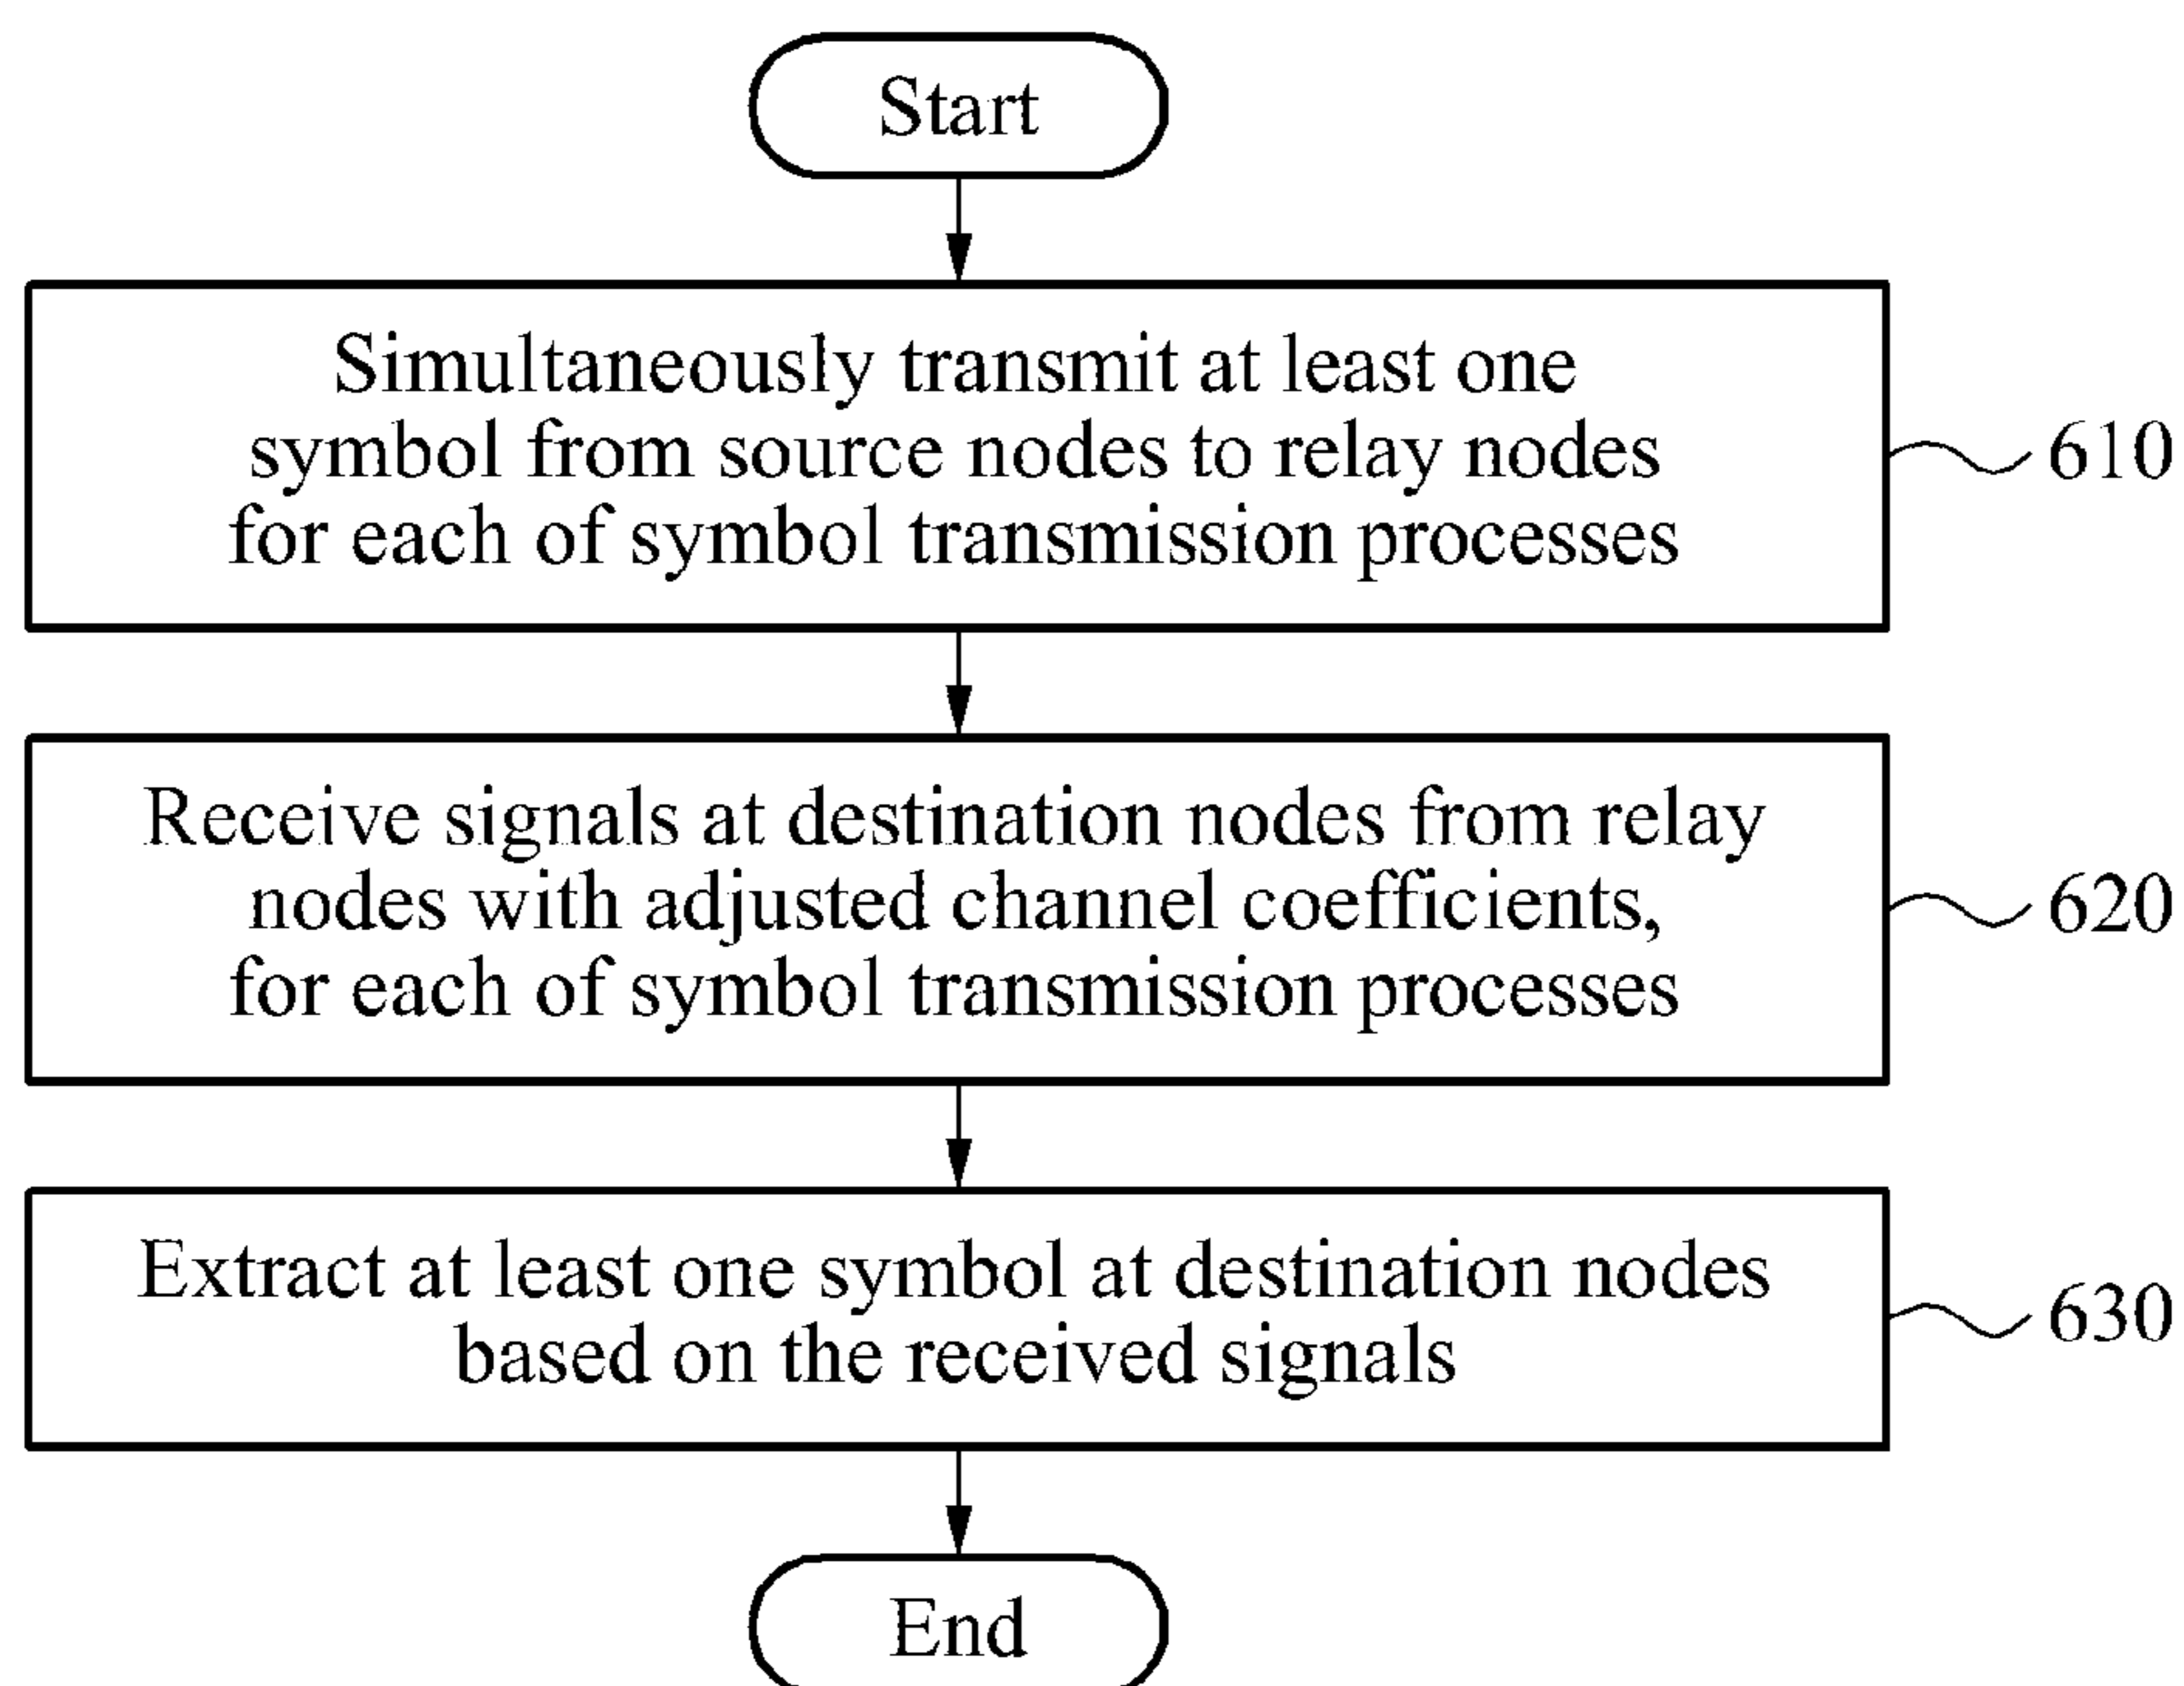 Start
Simultaneously transmit at least one
symbol from source nodes to relay nodes
for each of symbol transmission processes
610
Receive signals at destination nodes from relay
nodes with adjusted channel coefficients,
for each of symbol transmission processes
620
Extract at least one symbol at destination nodes
based on the received signals
630
End